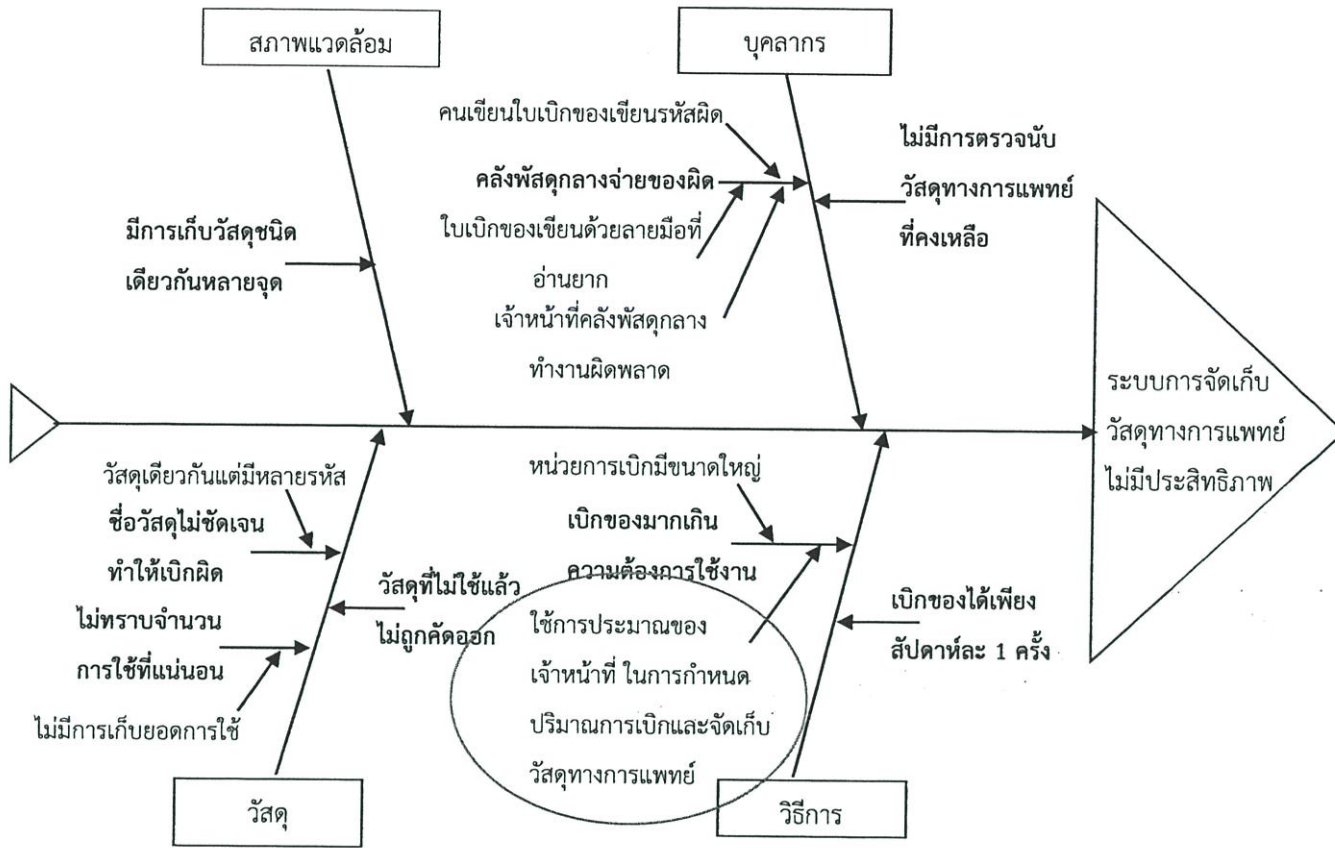 สภาพแวดล้อม
บุคลากร
คนเขียนใบเบิกของเขียนรหัสผิด
คลังพัสดุกลางจ่ายของผิด
ใบเบิกของเขียนด้วยลายมือที่
อ่านยาก
เจ้าหน้าที่คลังพัสดุกลาง
ทำงานผิดพลาด
ไม่มีการตรวจนับ
วัสดุทางการแพทย์
ที่คงเหลือ
มีการเก็บวัสดุชนิด
เดียวกันหลายจุด
ระบบการจัดเก็บ
วัสดุทางการแพทย์
ไม่มีประสิทธิภาพ
วัสดุเดียวกันแต่มีหลายรหัส
ชื่อวัสดุไม่ชัดเจน
ทำให้เบิกผิด
ไม่ทราบจำนวน
การใช้ที่แน่นอน
ไม่มีการเก็บยอดการใช้
วัสดุที่ไม่ใช้แล้ว
ไม่ถูกคัดออก
หน่วยการเบิกมีขนาดใหญ่
เบิกของมากเกิน
ความต้องการใช้งาน
ใช้การประมาณของ
เจ้าหน้าที่ ในการกำหนด
ปริมาณการเบิกและจัดเก็บ
วัสดุทางการแพทย์
เบิกของได้เพียง
สัปดาห์ละ 1 ครั้ง
วัสดุ
วิธีการ